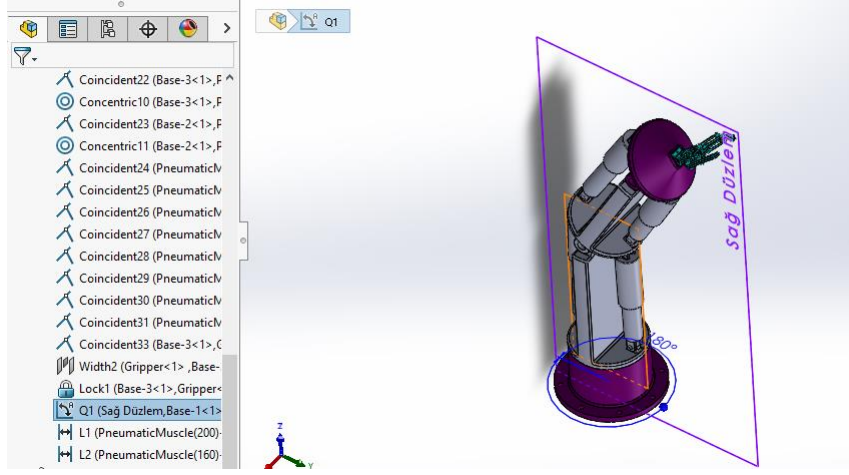 Q1
Coincident22 (Base-3<1>,F
Concentric10 (Base-3<1>,P
Coincident23 (Base-2<1>,P
Concentric11 (Base-2<1>,P
Coincident24 (PneumaticM
Coincident25 (PneumaticM
Coincident26 (PneumaticM
Coincident27 (PneumaticM
Coincident28 (PneumaticM
Coincident29 (PneumaticM
Coincident30 (PneumaticM
Coincident31 (PneumaticM
Coincident33 (Base-3<1>,G
Width2 (Gripper<1> ,Base-
Lock1 (Base-3<1>,Gripper<
Q1 (Sağ Düzlem,Base-1<1>
L1 (PneumaticMuscle(200)-
L2 (PneumaticMuscle(160)-
Sağ Düzlem
180°
Z
Y